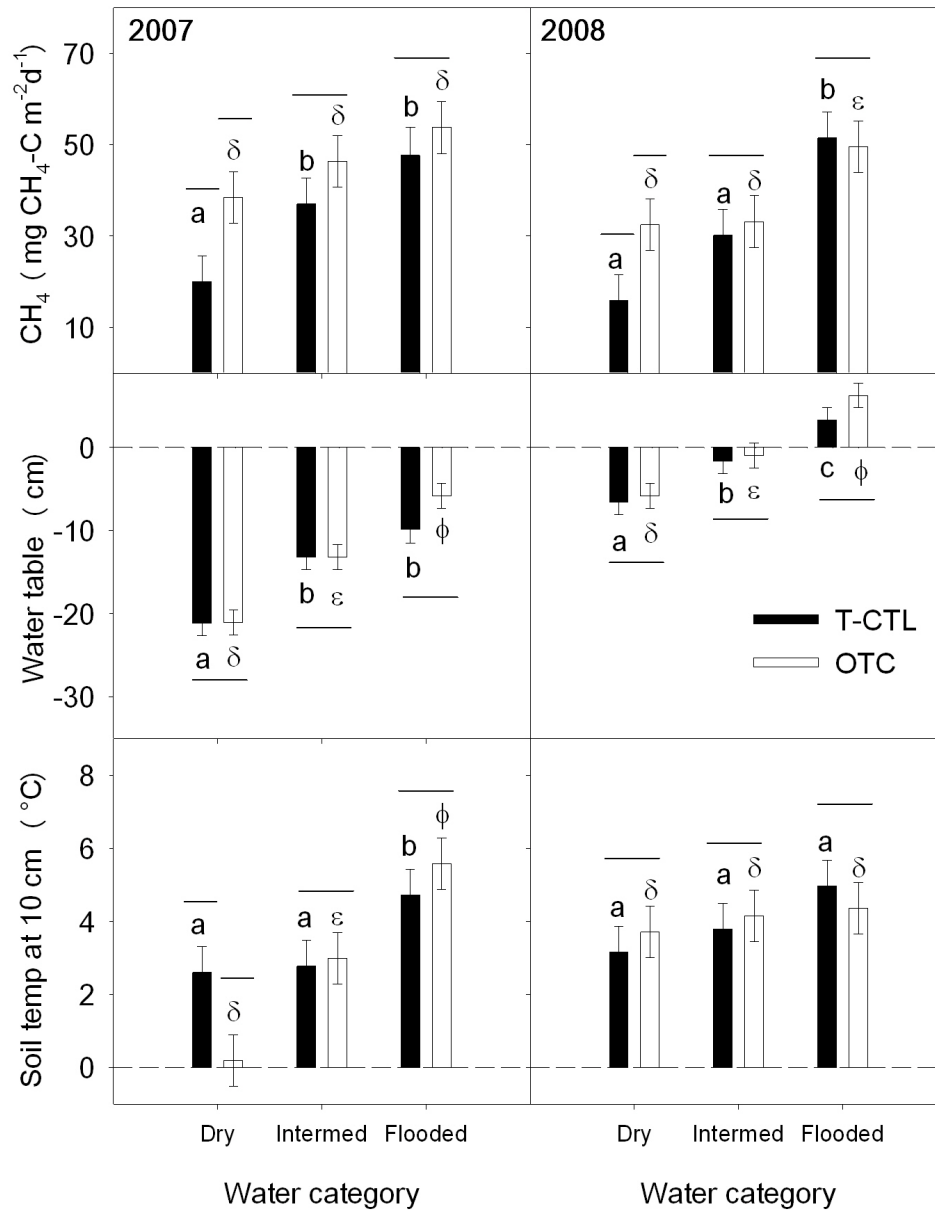 2007
2008
CH₄ ( mg CH₄-C m⁻²d⁻¹)
70
50
30
10
a δ b δ b δ
a δ a δ b ε
Water table (cm)
0
-10
-20
-30
a δ b ε b ϕ
a δ b ε c ϕ
T-CTL
OTC
Soil temp at 10 cm ( °C)
8
6
4
2
0
a δ a ε b ϕ
a δ a δ a δ
Dry Intermed Flooded
Dry Intermed Flooded
Water category
Water category